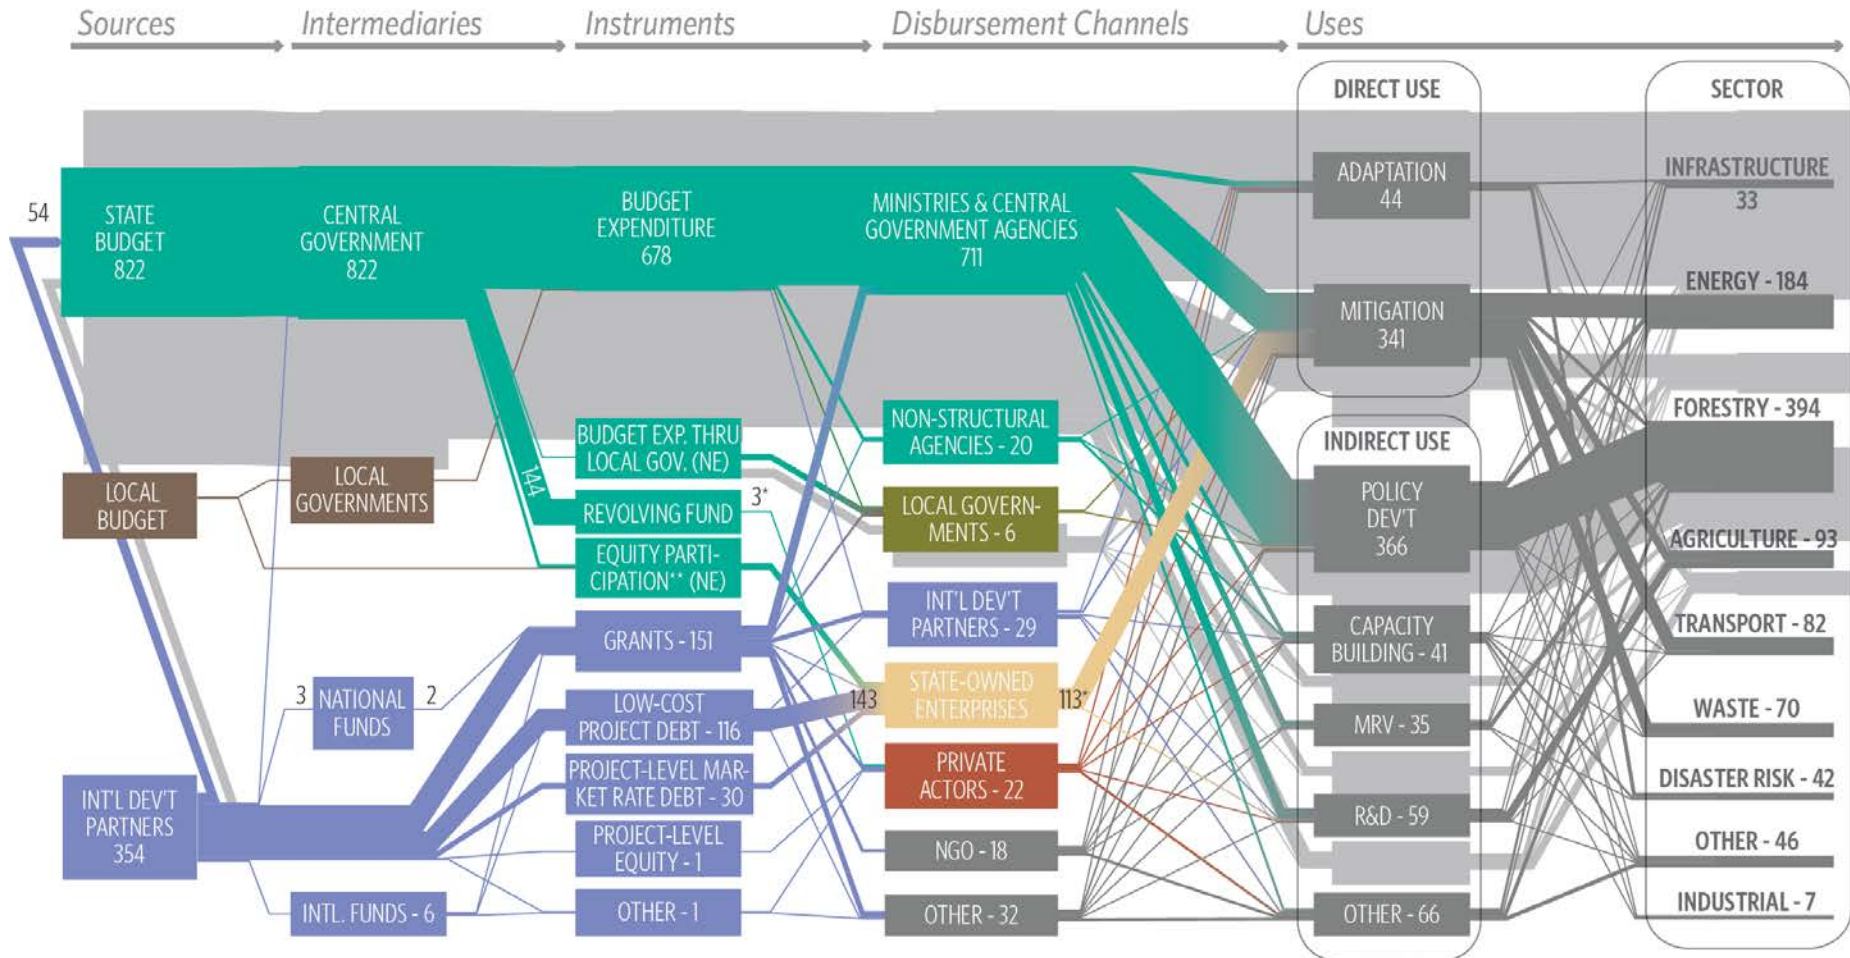 Sources
Intermediaries
Instruments
Disbursement Channels
Uses
54
STATE
BUDGET
822
LOCAL
BUDGET
INT'L DEV'T
PARTNERS
354
CENTRAL
GOVERNMENT
822
LOCAL
GOVERNMENTS
3
NATIONAL
FUNDS
2
INTL. FUNDS - 6
144
BUDGET
EXPENDITURE
678
BUDGET EXP. THRU
LOCAL GOV. (NE)
REVOLVING FUND
3*
EQUITY PARTI-
CIPATION** (NE)
GRANTS - 151
LOW-COST
PROJECT DEBT - 116
PROJECT-LEVEL MAR-
KET RATE DEBT - 30
PROJECT-LEVEL
EQUITY - 1
OTHER - 1
MINISTRIES & CENTRAL
GOVERNMENT AGENCIES
711
NON-STRUCTURAL
AGENCIES - 20
LOCAL GOVERN-
MENTS - 6
INT'L DEV'T
PARTNERS - 29
143
STATE-OWNED
ENTERPRISES
113*
PRIVATE
ACTORS - 22
NGO - 18
OTHER - 32
DIRECT USE
ADAPTATION
44
MITIGATION
341
INDIRECT USE
POLICY
DEV'T
366
CAPACITY
BUILDING - 41
MRV - 35
R&D - 59
OTHER - 66
SECTOR
INFRASTRUCTURE
33
ENERGY - 184
FORESTRY - 394
AGRICULTURE - 93
TRANSPORT - 82
WASTE - 70
DISASTER RISK - 42
OTHER - 46
INDUSTRIAL - 7